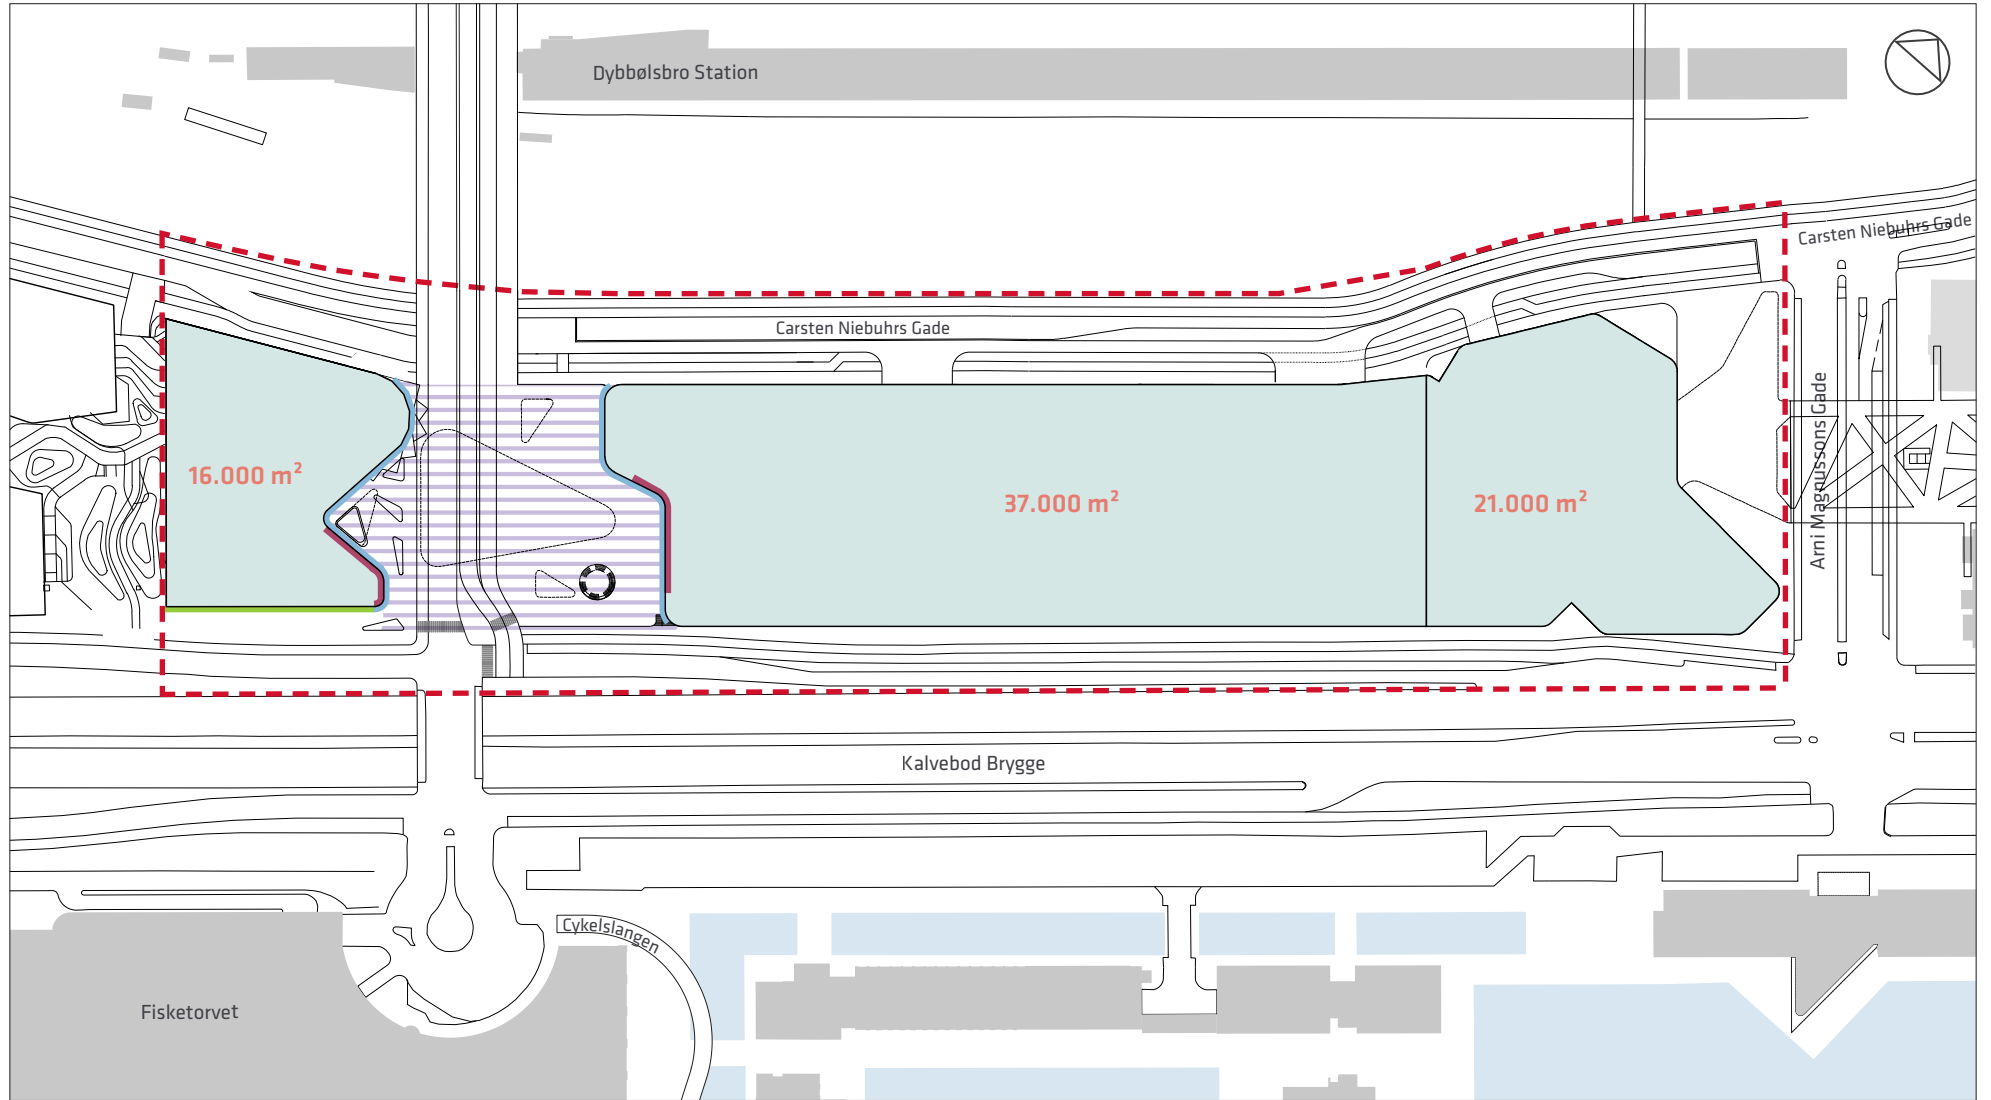 Dybbølsbro Station
Carsten Niebuhrs Gade
Carsten Niebuhrs Gade
16.000 m²
37.000 m²
21.000 m²
Arni Magnussons Gade
Kalvebod Brygge
Cykelslangen
Fisketorvet